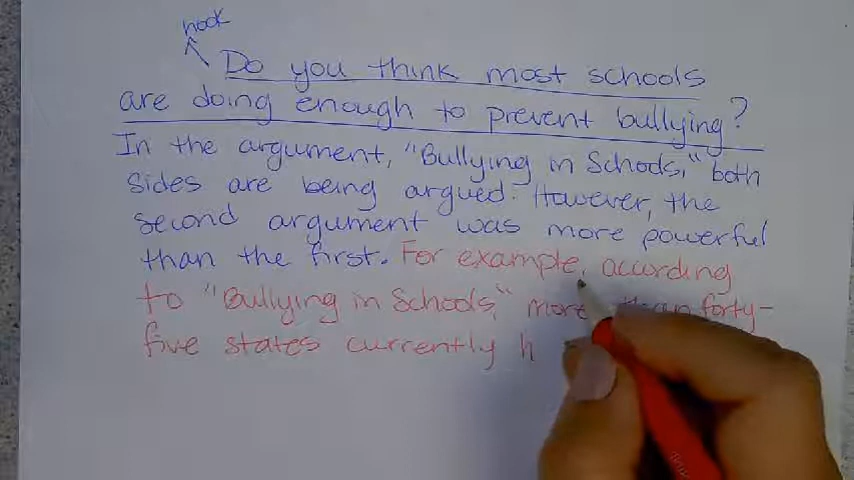 hook
Do you think most schools
are doing enough to prevent bullying?
In the argument, "Bullying in Schools," both
sides are being argued. However, the
second argument was more powerful
than the first. For example, according
to "Bullying in Schools," more than forty-
five states currently h